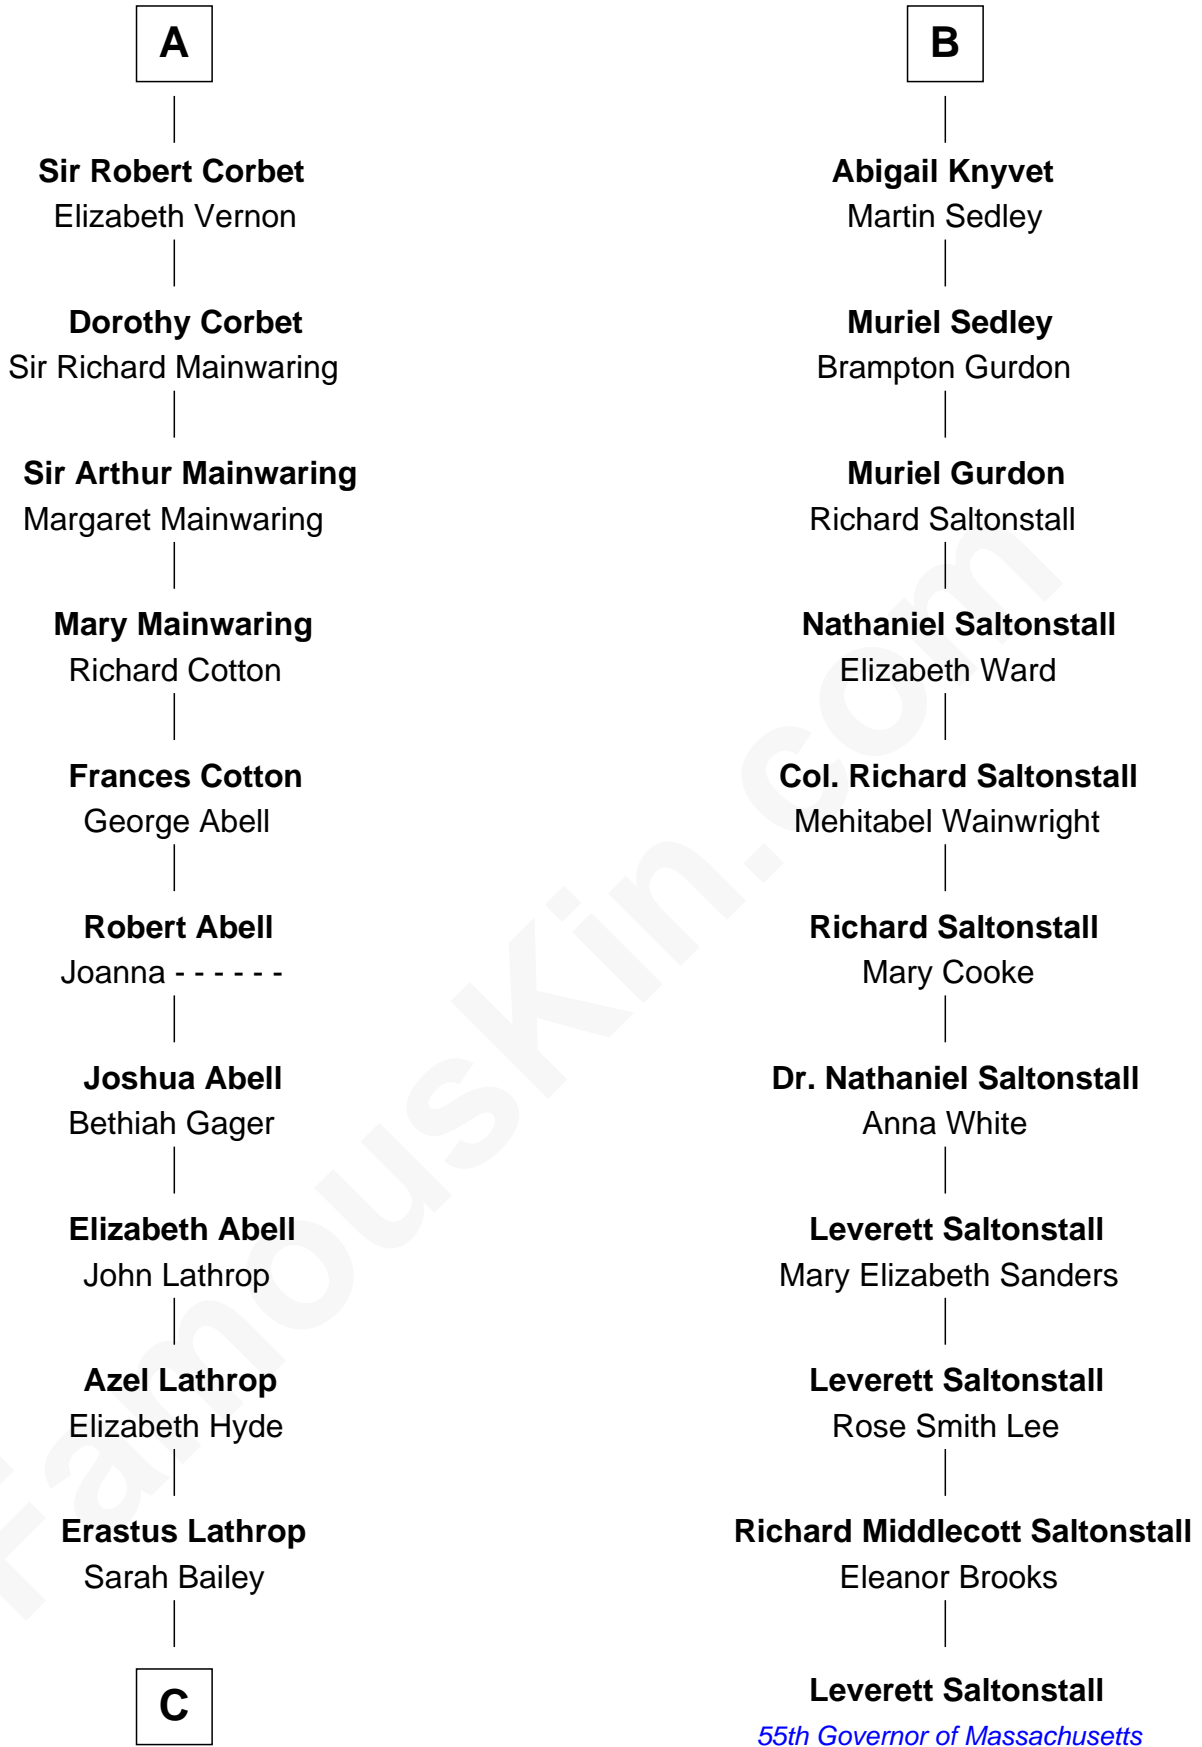 A
Sir Robert Corbet
Elizabeth Vernon
Dorothy Corbet
Sir Richard Mainwaring
Sir Arthur Mainwaring
Margaret Mainwaring
Mary Mainwaring
Richard Cotton
Frances Cotton
George Abell
Robert Abell
Joanna - - - - - -
Joshua Abell
Bethiah Gager
Elizabeth Abell
John Lathrop
Azel Lathrop
Elizabeth Hyde
Erastus Lathrop
Sarah Bailey
C
B
Abigail Knyvet
Martin Sedley
Muriel Sedley
Brampton Gurdon
Muriel Gurdon
Richard Saltonstall
Nathaniel Saltonstall
Elizabeth Ward
Col. Richard Saltonstall
Mehitabel Wainwright
Richard Saltonstall
Mary Cooke
Dr. Nathaniel Saltonstall
Anna White
Leverett Saltonstall
Mary Elizabeth Sanders
Leverett Saltonstall
Rose Smith Lee
Richard Middlecott Saltonstall
Eleanor Brooks
Leverett Saltonstall
55th Governor of Massachusetts
FamousKin.com